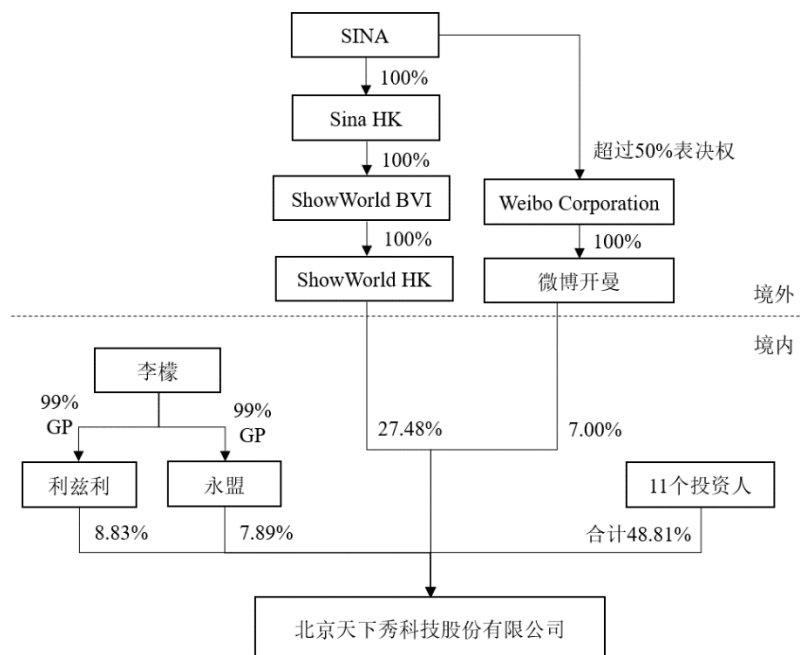 SINA
100%
Sina HK
超过50%表决权
100%
ShowWorld BVI
Weibo Corporation
100%
100%
ShowWorld HK
微博开曼
境外
境内
李檬
99%
GP
99%
GP
27.48%
7.00%
利兹利
永盟
11个投资人
8.83%
7.89%
合计48.81%
北京天下秀科技股份有限公司